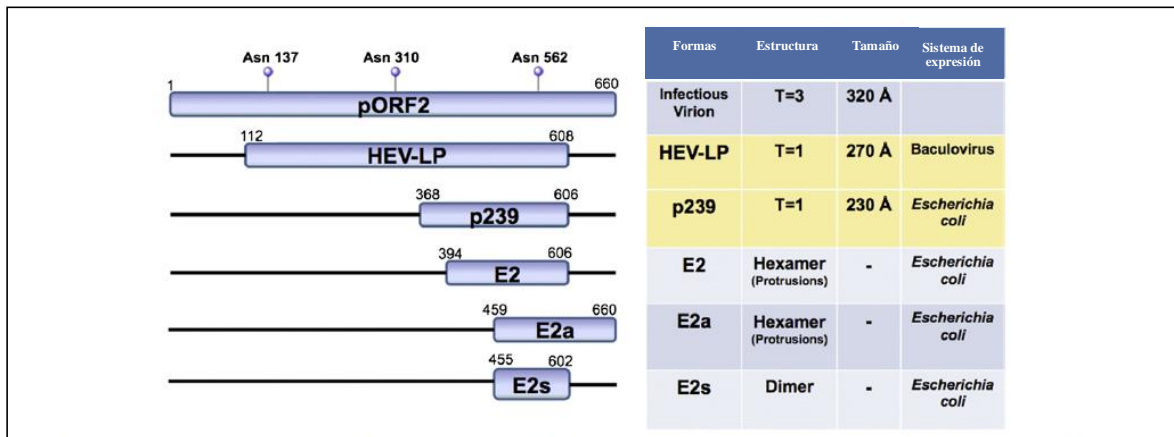 Asn 137 Asn 310 Asn 562
1 660
pORF2
112 608
HEV-LP
368 606
p239
394 606
E2
459 660
E2a
455 602
E2s
Formas Estructura Tamaño Sistema de
expresión
Infectious
Virion T=3 320 Å
HEV-LP T=1 270 Å Baculovirus
p239 T=1 230 Å Escherichia
coli
E2 Hexamer - Escherichia
(Protrusions) coli
E2a Hexamer - Escherichia
(Protrusions) coli
E2s Dimer - Escherichia
coli